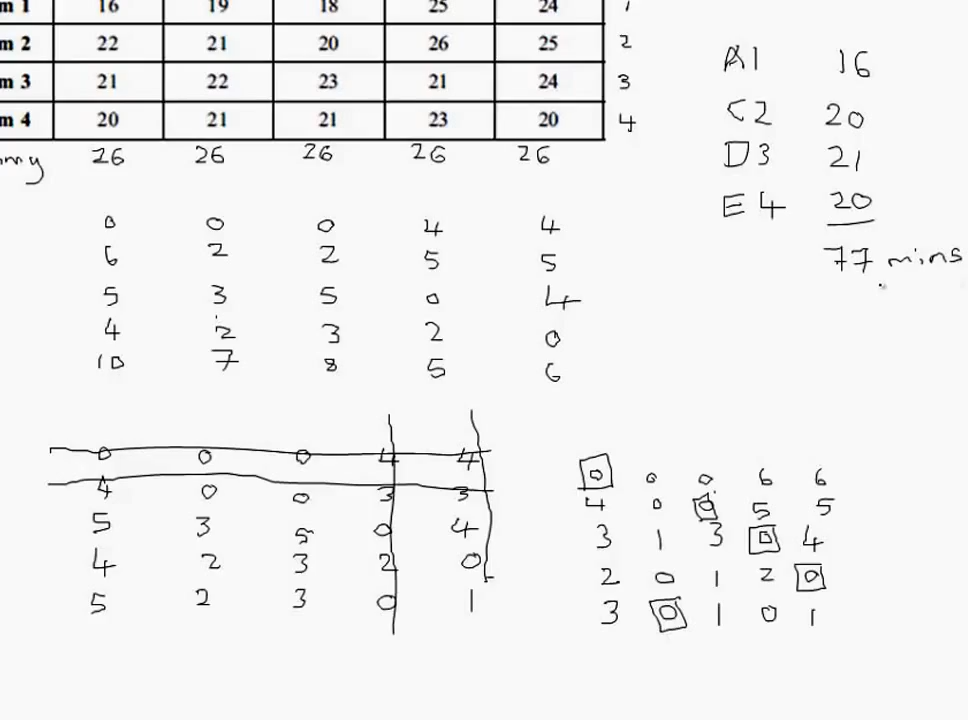 m 1 16 19 18 25 24 1
m 2 22 21 20 26 25 2
m 3 21 22 23 21 24 3
m 4 20 21 21 23 20 4
mmy 26 26 26 26 26
A1 16
C2 20
D3 21
E4 20
77 mins
0 0 0 4 4
6 2 2 5 5
5 3 5 0 4
4 2 3 2 0
10 7 8 5 6
0 0 0 4 4
4 0 0 3 3
5 3 5 0 4
4 2 3 2 0
5 2 3 0 1
0 0 0 6 6
4 0 0 5 5
3 1 3 0 4
2 0 1 2 0
3 0 1 0 1